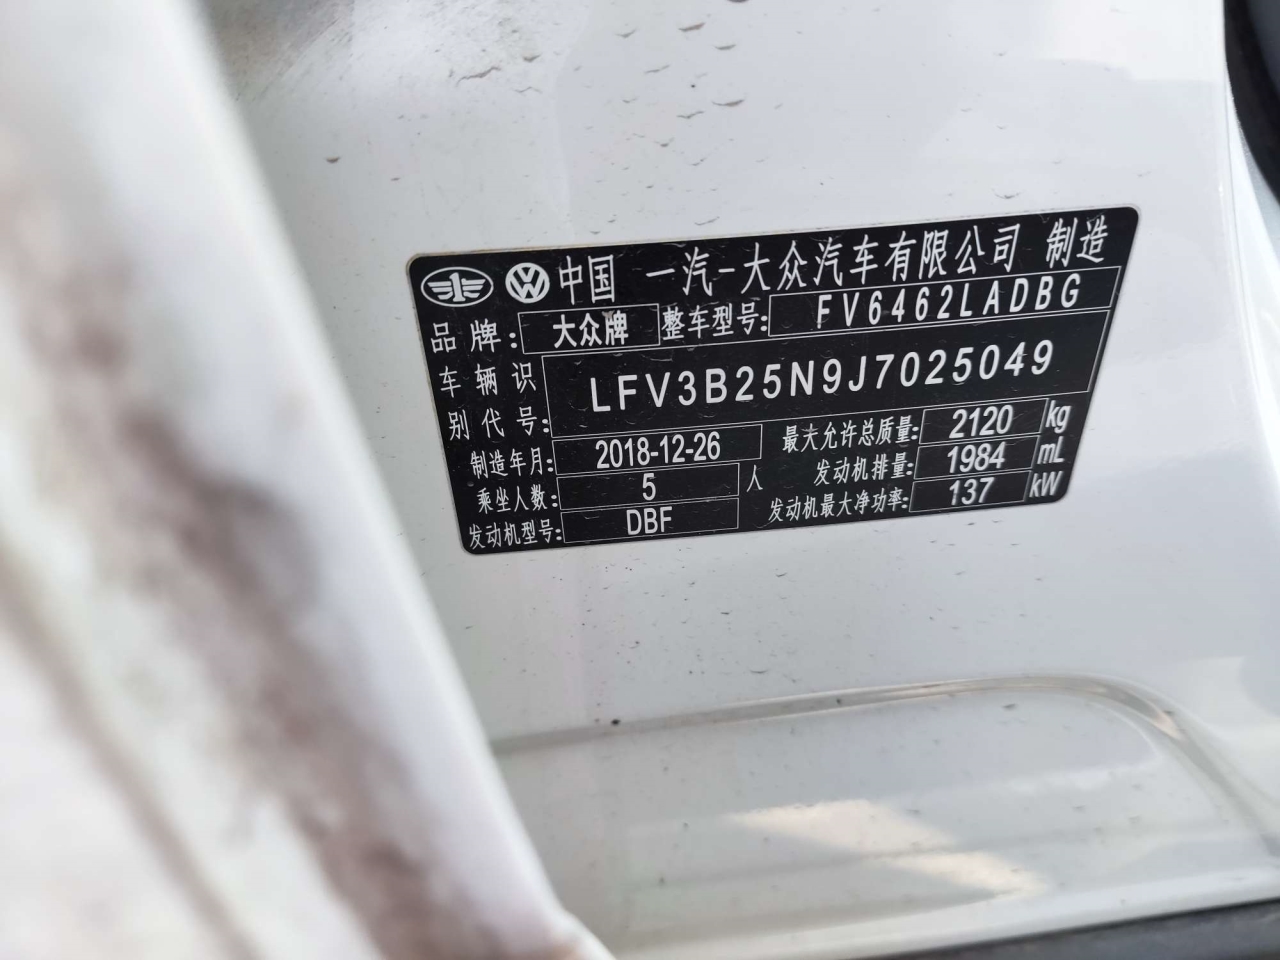 中国 一汽-大众汽车有限公司 制造
品牌: 大众牌 整车型号: FV6462LADBG
车辆识别代号: LFV3B25N9J7025049
制造年月: 2018-12-26 最大允许总质量: 2120 kg
乘坐人数: 5 人 发动机排量: 1984 mL
发动机型号: DBF 发动机最大净功率: 137 kW